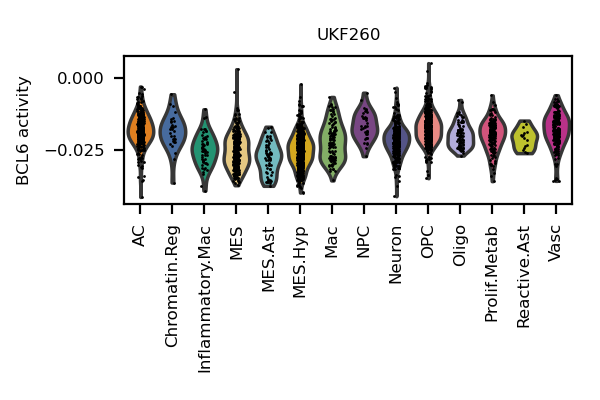 UKF260
BCL6 activity
0.000
−0.025
AC
Chromatin.Reg
Inflammatory.Mac
MES
MES.Ast
MES.Hyp
Mac
NPC
Neuron
OPC
Oligo
Prolif.Metab
Reactive.Ast
Vasc